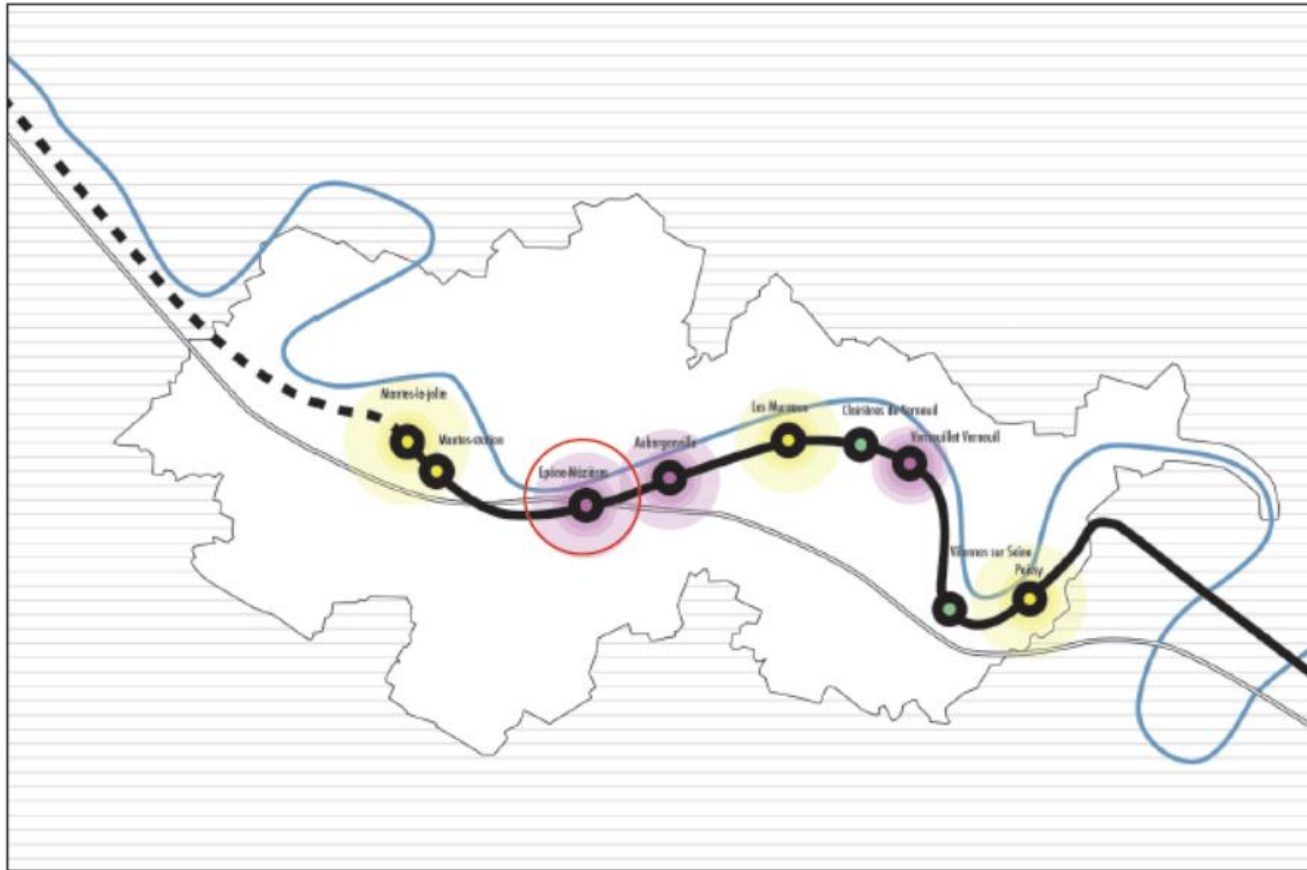 Mantes-la-jolie
Mantes-station
Epône-Mézières
Aubergenville
Les Mureaux
Clairières de Verneuil
Vernouillet Verneuil
Villennes sur Seine
Poissy